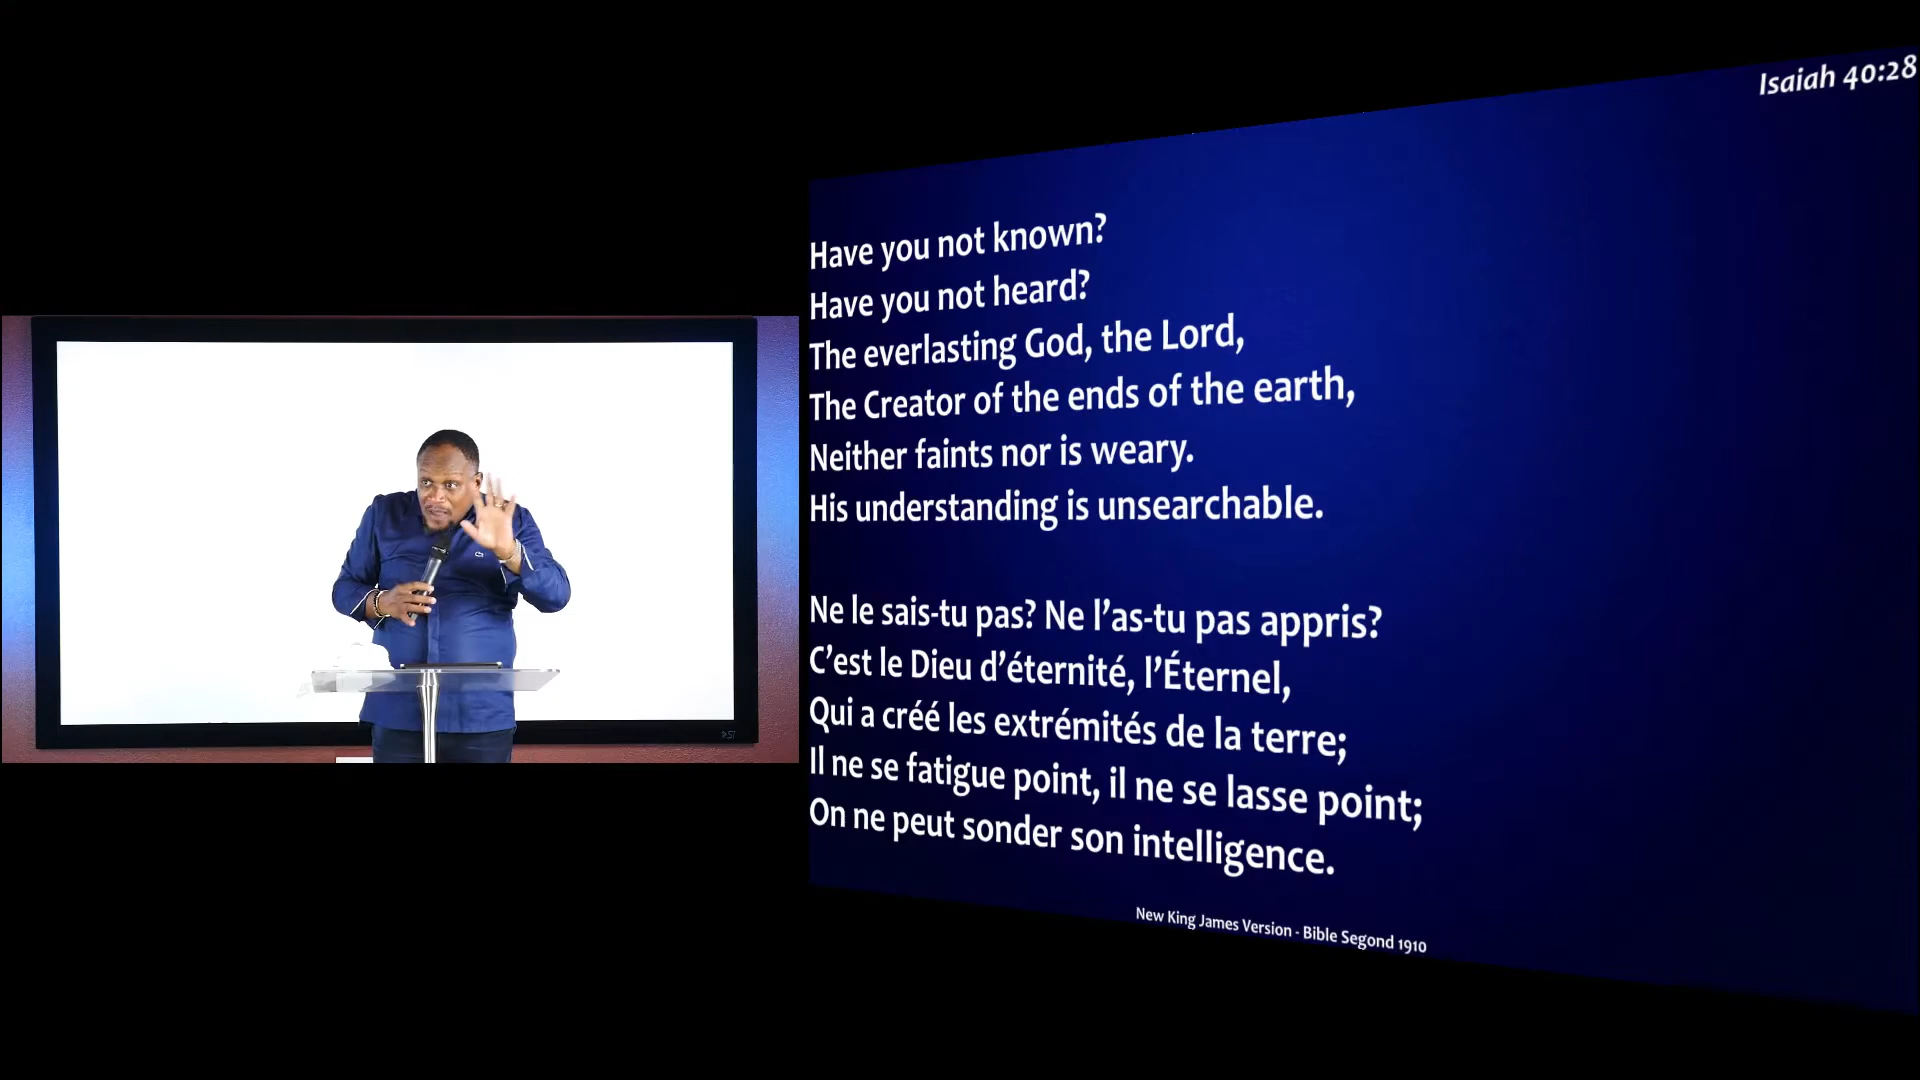 Isaiah 40:28
Have you not known?
Have you not heard?
The everlasting God, the Lord,
The Creator of the ends of the earth,
Neither faints nor is weary.
His understanding is unsearchable.
Ne le sais-tu pas? Ne l’as-tu pas appris?
C’est le Dieu d’éternité, l’Éternel,
Qui a créé les extrémités de la terre;
Il ne se fatigue point, il ne se lasse point;
On ne peut sonder son intelligence.
New King James Version - Bible Segond 1910